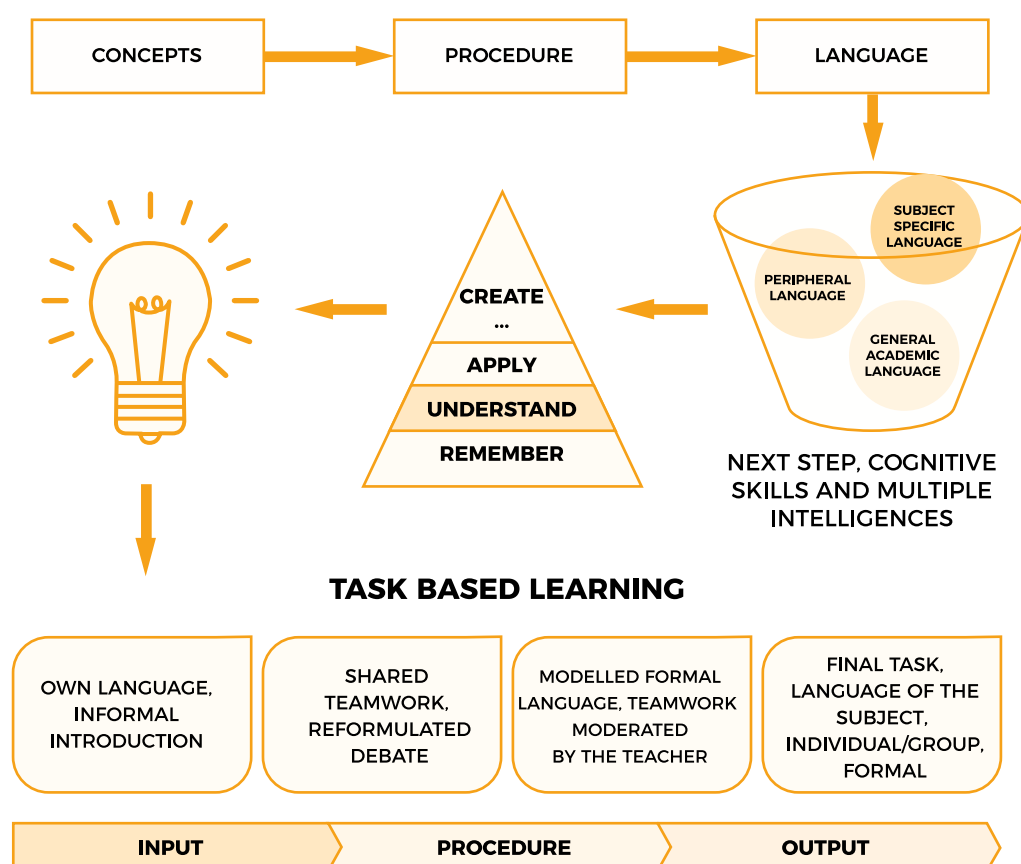 CONCEPTS
PROCEDURE
LANGUAGE
SUBJECT
SPECIFIC
LANGUAGE
PERIPHERAL
LANGUAGE
GENERAL
ACADEMIC
LANGUAGE
CREATE
...
APPLY
UNDERSTAND
REMEMBER
NEXT STEP, COGNITIVE
SKILLS AND MULTIPLE
INTELLIGENCES
TASK BASED LEARNING
OWN LANGUAGE,
INFORMAL
INTRODUCTION
SHARED
TEAMWORK,
REFORMULATED
DEBATE
MODELLED FORMAL
LANGUAGE, TEAMWORK
MODERATED
BY THE TEACHER
FINAL TASK,
LANGUAGE OF THE
SUBJECT,
INDIVIDUAL/GROUP,
FORMAL
INPUT
PROCEDURE
OUTPUT